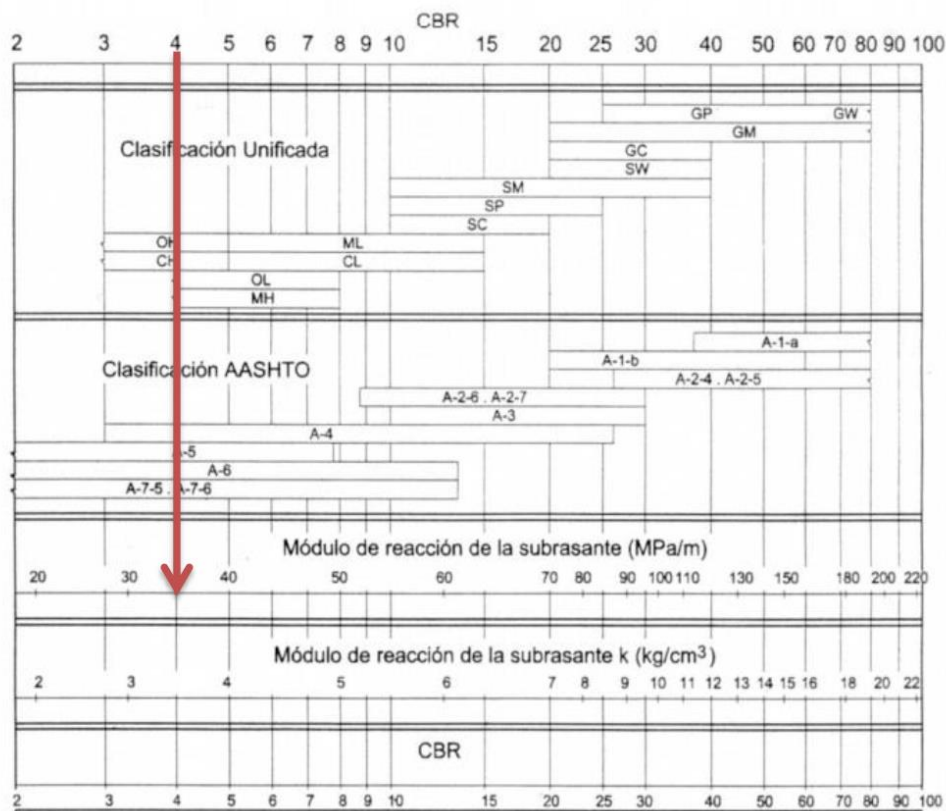 CBR
2 3 4 5 6 7 8 9 10 15 20 25 30 40 50 60 70 80 90 100
GP GW
GM
Clasificación Unificada
GC
SW
SM
SP
SC
OH ML
CH CL
OL
MH
A-1-a
Clasificación AASHTO
A-1-b
A-2-4 . A-2-5
A-2-6 . A-2-7
A-3
A-4
A-5
A-6
A-7-5 . A-7-6
Módulo de reacción de la subrasante (MPa/m)
20 30 40 50 60 70 80 90 100 110 130 150 180 200 220
Módulo de reacción de la subrasante k (kg/cm³)
2 3 4 5 6 7 8 9 10 11 12 13 14 15 16 18 20 22
CBR
2 3 4 5 6 7 8 9 10 15 20 25 30 40 50 60 70 80 90 100